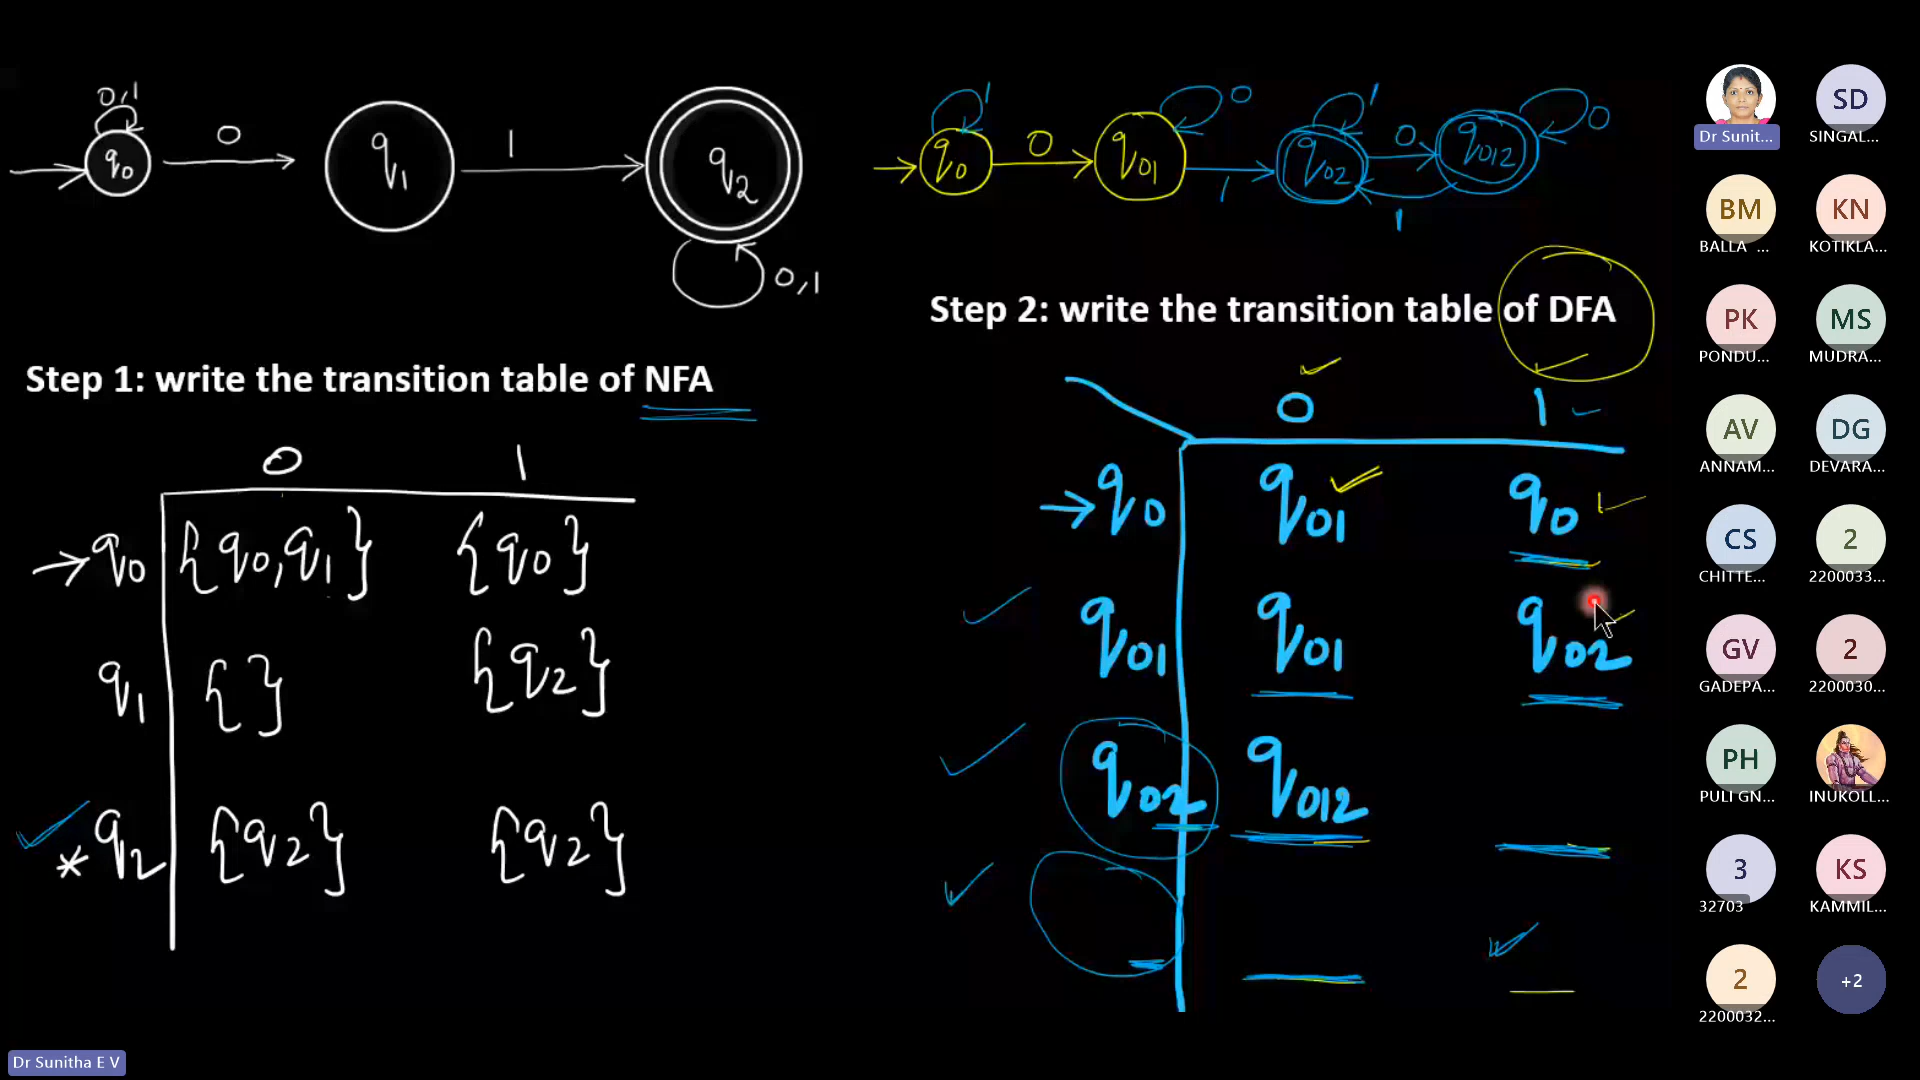 0,1
q0
0
q1
1
q2
0,1
1
q0
0
q01
0
1
q02
1
0
q012
0
1
Step 1: write the transition table of NFA
0 1
→ q0 {q0,q1} {q0}
q1 { } {q2}
* q2 {q2} {q2}
Step 2: write the transition table of DFA
0 1
→ q0 q01 q0
q01 q01 q02
q02 q012
Dr Sunitha E V
Dr Sunit...
SD
SINGAL...
BM
BALLA ...
KN
KOTIKLA...
PK
PONDU...
MS
MUDRA...
AV
ANNAM...
DG
DEVARA...
CS
CHITTE...
2
2200033...
GV
GADEPA...
2
2200030...
PH
PULI GN...
INUKOLL...
3
32703
KS
KAMMIL...
2
2200032...
+2